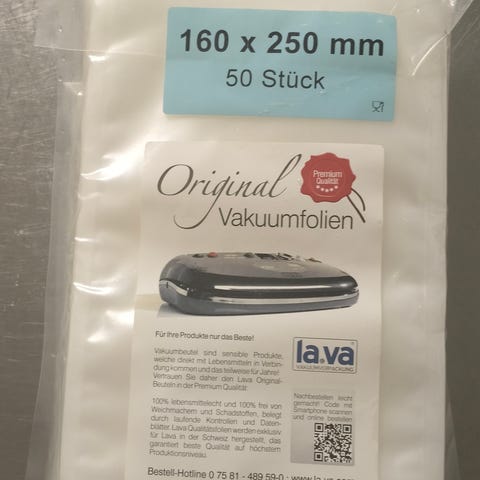 160 x 250 mm
50 Stück
Premium
Qualität
Original
Vakuumfolien
Für Ihre Produkte nur das Beste!
Vakuumbeutel sind sensible Produkte,
welche direkt mit Lebensmitteln in Verbin-
dung kommen und das teilweise für Jahre!
Vertrauen Sie daher den Lava Original-
Beuteln in der Premium Qualität.
100% lebensmittelecht und 100% frei von
Weichmachern und Schadstoffen, belegt
durch laufende Kontrollen und Daten-
blätter. Lava Qualitätsfolien werden exklusiv
für Lava in der Schweiz hergestellt, das
garantiert beste Qualität auf höchstem
Produktionsniveau.
la.va
VAKUUMVERPACKUNG
Nachbestellen leicht
gemacht! Code mit
Smartphone scannen
und online bestellen
Bestell-Hotline 0 75 81 - 489 59-0